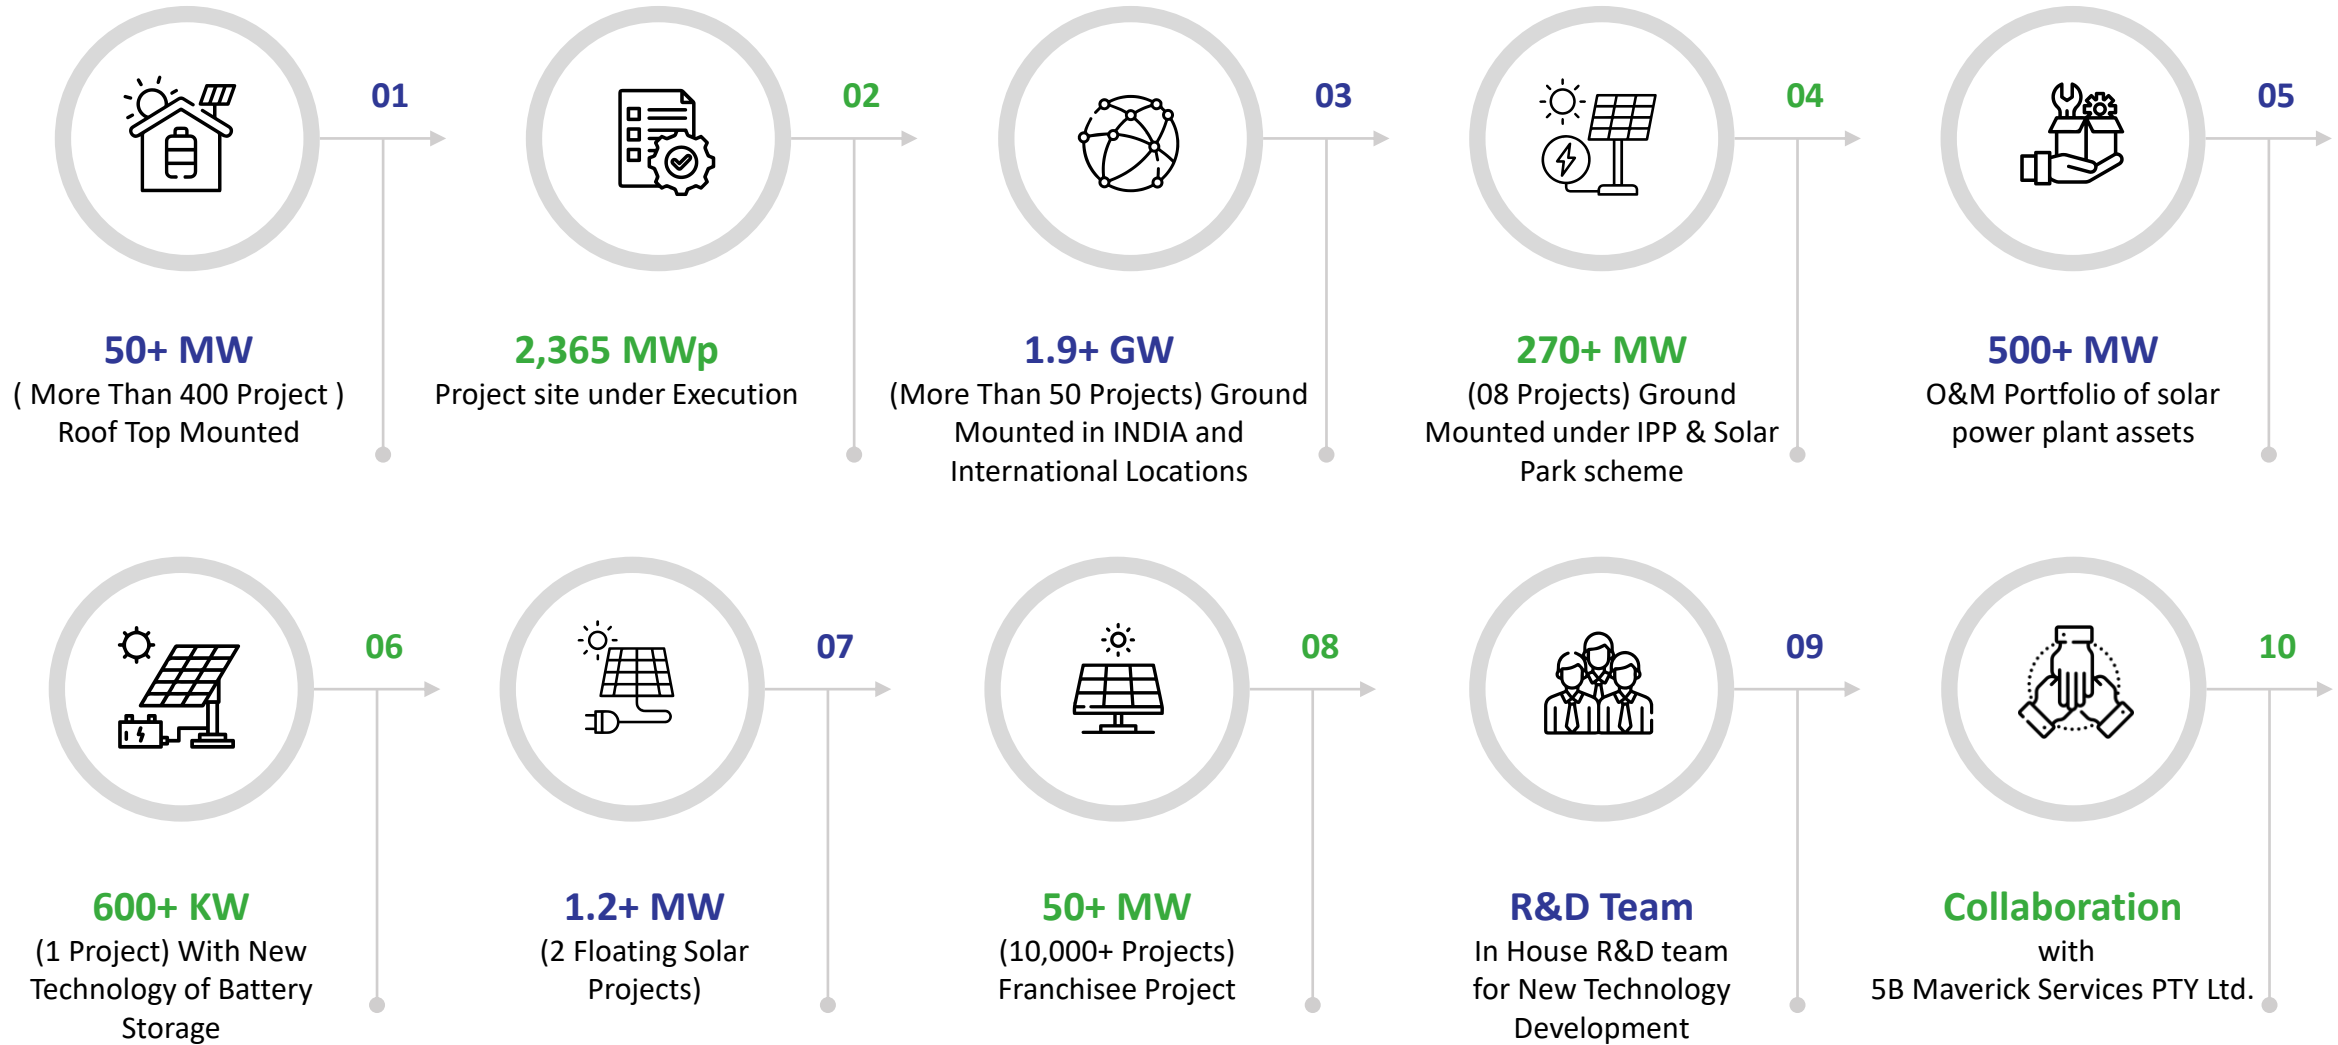 01
50+ MW
( More Than 400 Project )
Roof Top Mounted
02
2,365 MWp
Project site under Execution
03
1.9+ GW
(More Than 50 Projects) Ground
Mounted in INDIA and
International Locations
04
270+ MW
(08 Projects) Ground
Mounted under IPP & Solar
Park scheme
05
500+ MW
O&M Portfolio of solar
power plant assets
06
600+ KW
(1 Project) With New
Technology of Battery
Storage
07
1.2+ MW
(2 Floating Solar
Projects)
08
50+ MW
(10,000+ Projects)
Franchisee Project
09
R&D Team
In House R&D team
for New Technology
Development
10
Collaboration
with
5B Maverick Services PTY Ltd.